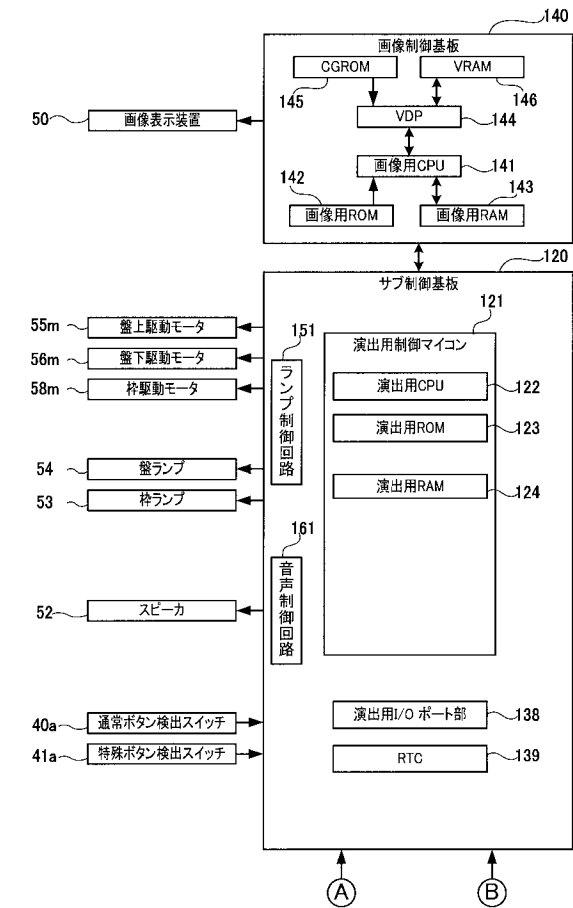 140
画像制御基板
CGROM
VRAM
145
146
50
画像表示装置
VDP
144
画像用CPU
141
142
143
画像用ROM
画像用RAM
120
サブ制御基板
121
55m
盤上駆動モータ
151
演出用制御マイコン
56m
盤下駆動モータ
58m
枠駆動モータ
ランプ制御回路
演出用CPU
122
演出用ROM
123
54
盤ランプ
53
枠ランプ
演出用RAM
124
161
音声制御回路
52
スピーカ
40a
通常ボタン検出スイッチ
演出用I/O ポート部
138
41a
特殊ボタン検出スイッチ
RTC
139
A
B